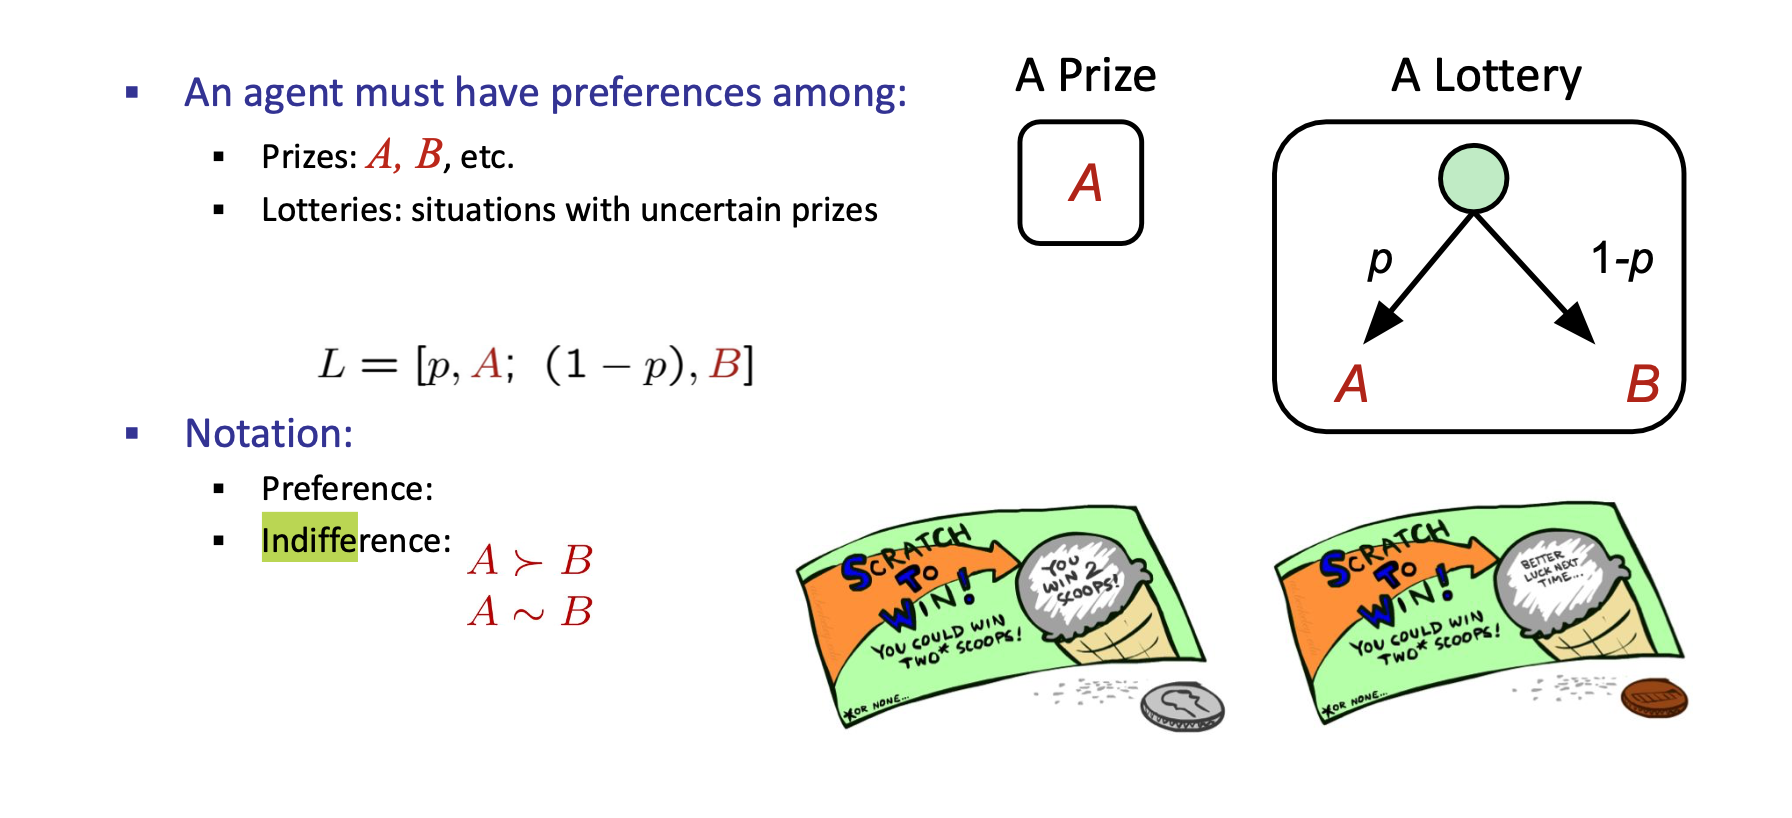 An agent must have preferences among:
Prizes: A, B, etc.
Lotteries: situations with uncertain prizes
L = [p, A; (1 − p), B]
Notation:
Preference:
Indifference:
A ≻ B
A ∼ B
A Prize
A
A Lottery
p
1-p
A
B
SCRATCH
TO
WIN!
YOU COULD WIN
TWO* SCOOPS!
*OR NONE...
YOU
WIN 2
SCOOPS!
SCRATCH
TO
WIN!
YOU COULD WIN
TWO* SCOOPS!
*OR NONE...
BETTER
LUCK NEXT
TIME...